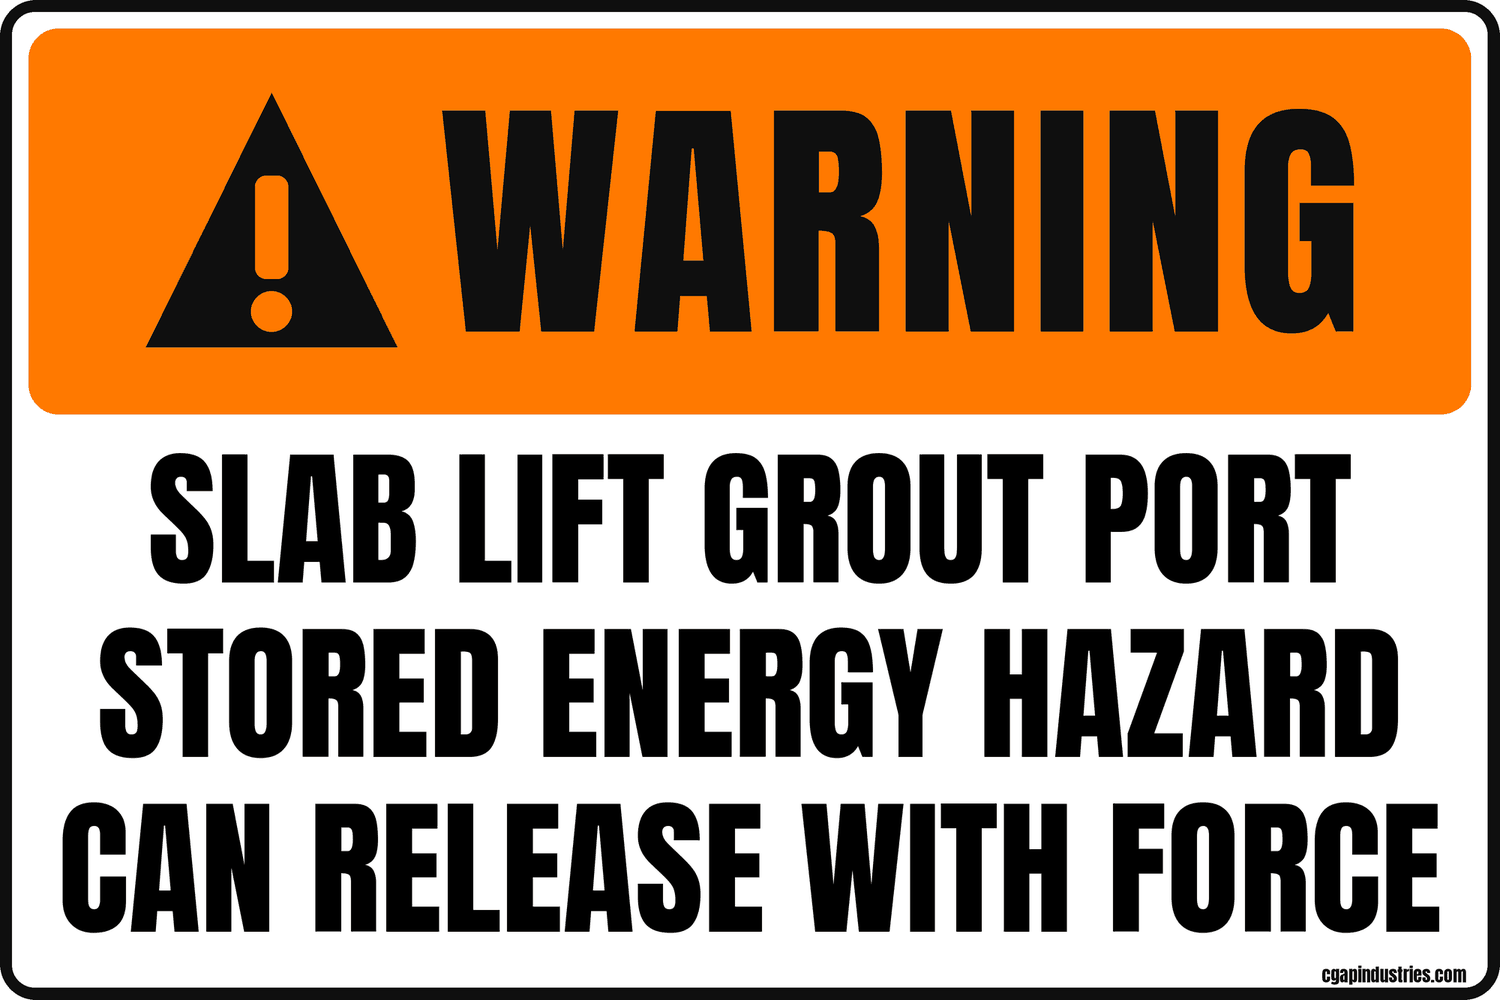 WARNING
SLAB LIFT GROUT PORT
STORED ENERGY HAZARD
CAN RELEASE WITH FORCE
cgapindustries.com